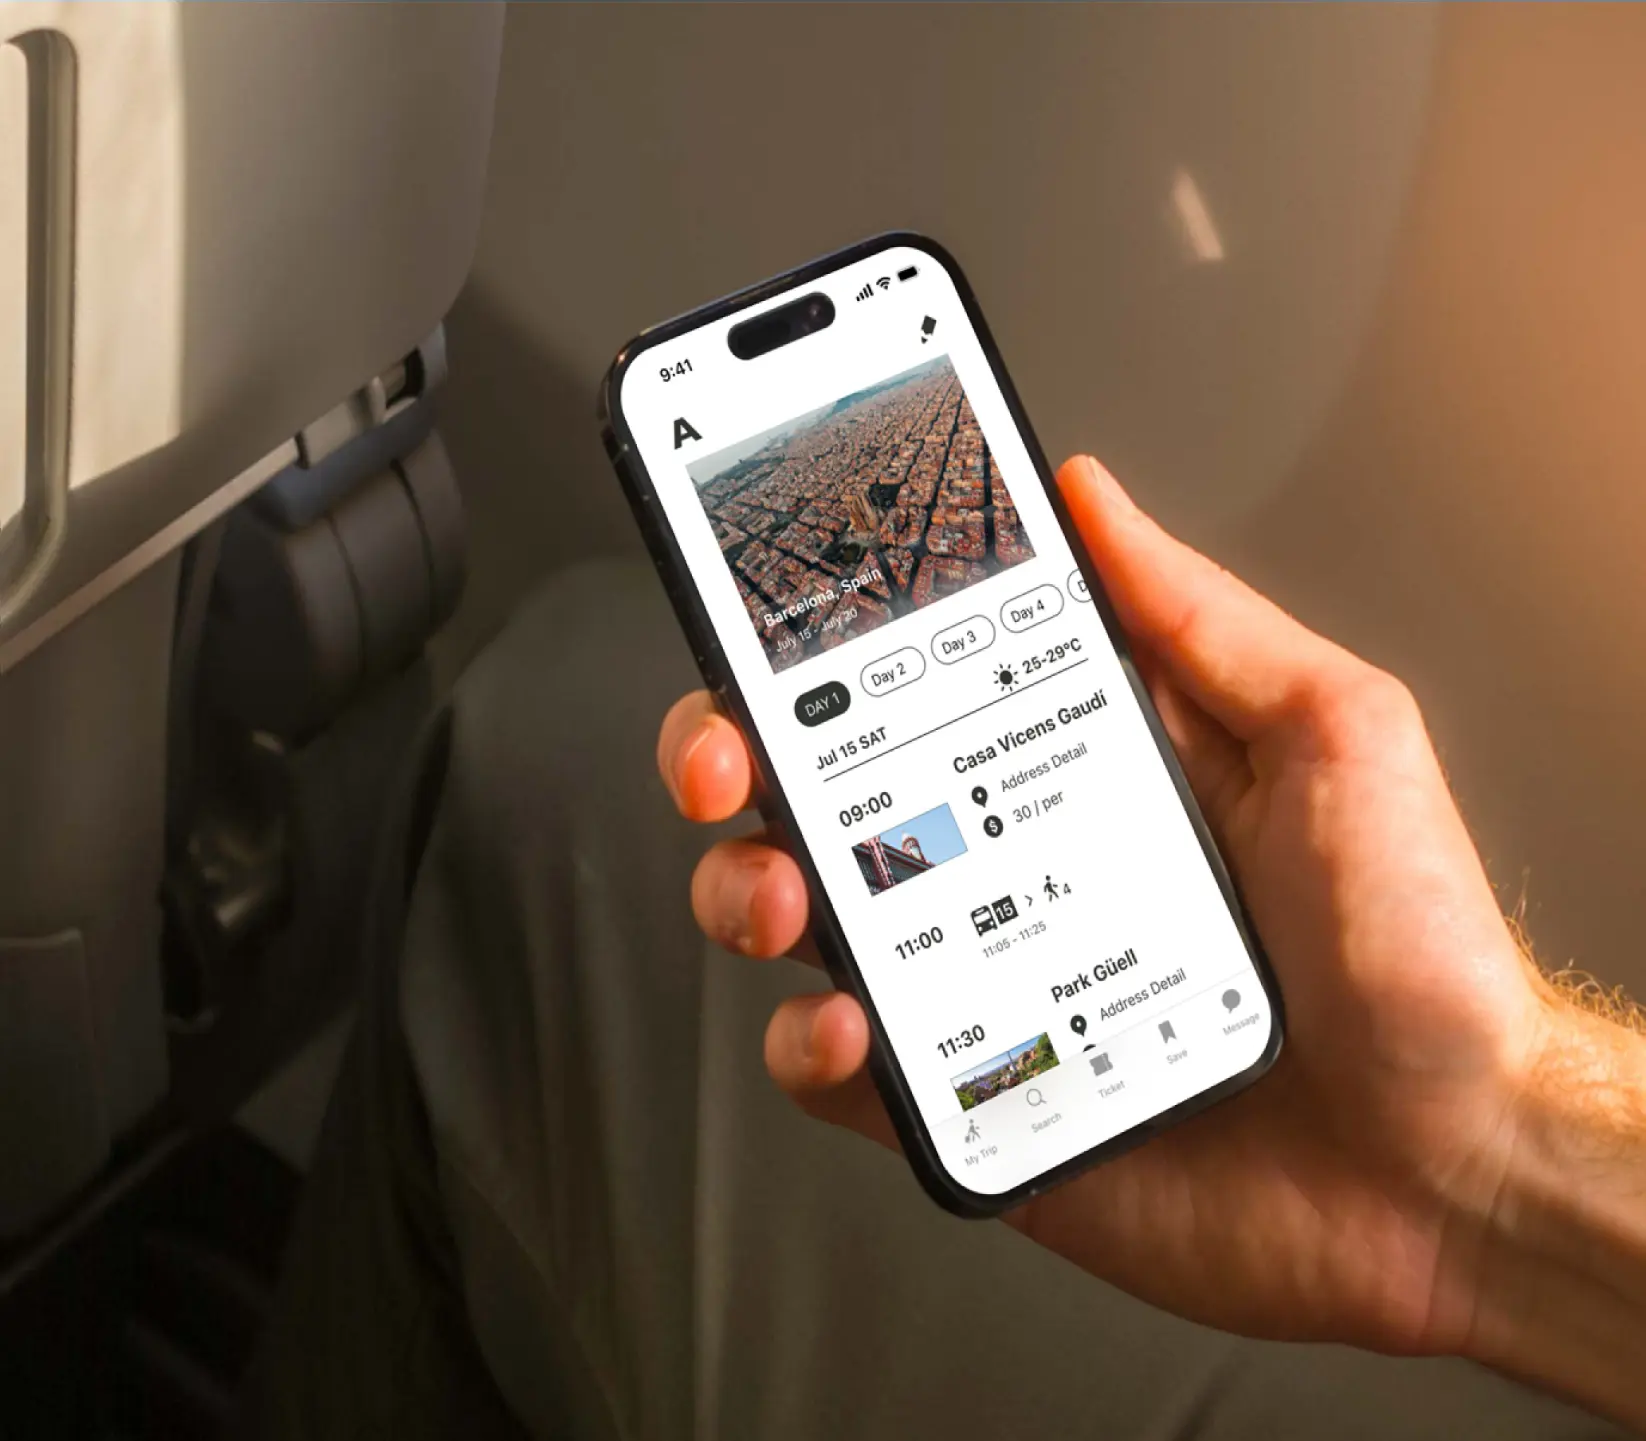 9:41
A
Barcelona, Spain
July 15 - July 20
DAY 1
Day 2
Day 3
Day 4
D
Jul 15 SAT
25-29°C
09:00
Casa Vicens Gaudí
Address Detail
$
30 / per
11:00
15 > 4
11:05 - 11:25
11:30
Park Güell
Address Detail
My Trip
Search
Ticket
Save
Message